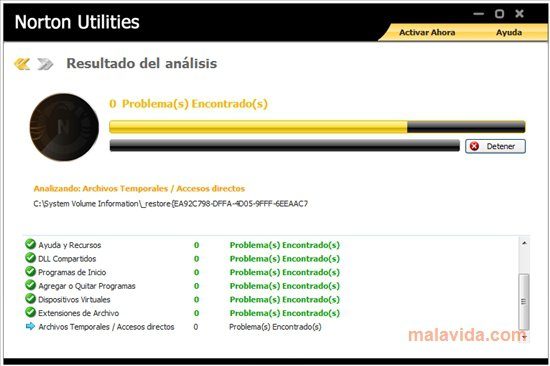 Norton Utilities
Activar Ahora Ayuda
Resultado del análisis
0 Problema(s) Encontrado(s)
N
Detener
Analizando: Archivos Temporales / Accesos directos
C:\System Volume Information\_restore{EA92C798-DFFA-4D05-9FFF-6EEAAC7
Ayuda y Recursos 0 Problema(s) Encontrado(s)
DLL Compartidos 0 Problema(s) Encontrado(s)
Programas de Inicio 0 Problema(s) Encontrado(s)
Agregar o Quitar Programas 0 Problema(s) Encontrado(s)
Dispositivos Virtuales 0 Problema(s) Encontrado(s)
Extensiones de Archivo 0 Problema(s) Encontrado(s)
Archivos Temporales / Accesos directos 0 Problema(s) Encontrado(s)
malavida.com